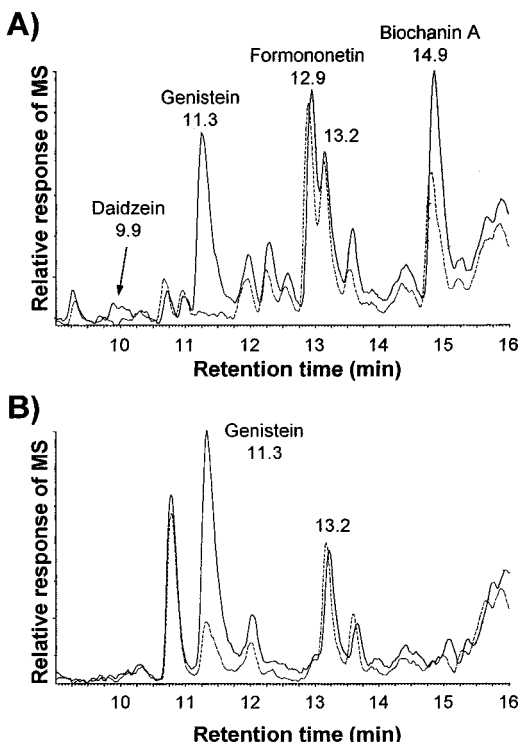 A)
Relative response of MS
Biochanin A
14.9
Formononetin
12.9
13.2
Genistein
11.3
Daidzein
9.9
10 11 12 13 14 15 16
Retention time (min)
B)
Relative response of MS
Genistein
11.3
13.2
10 11 12 13 14 15 16
Retention time (min)